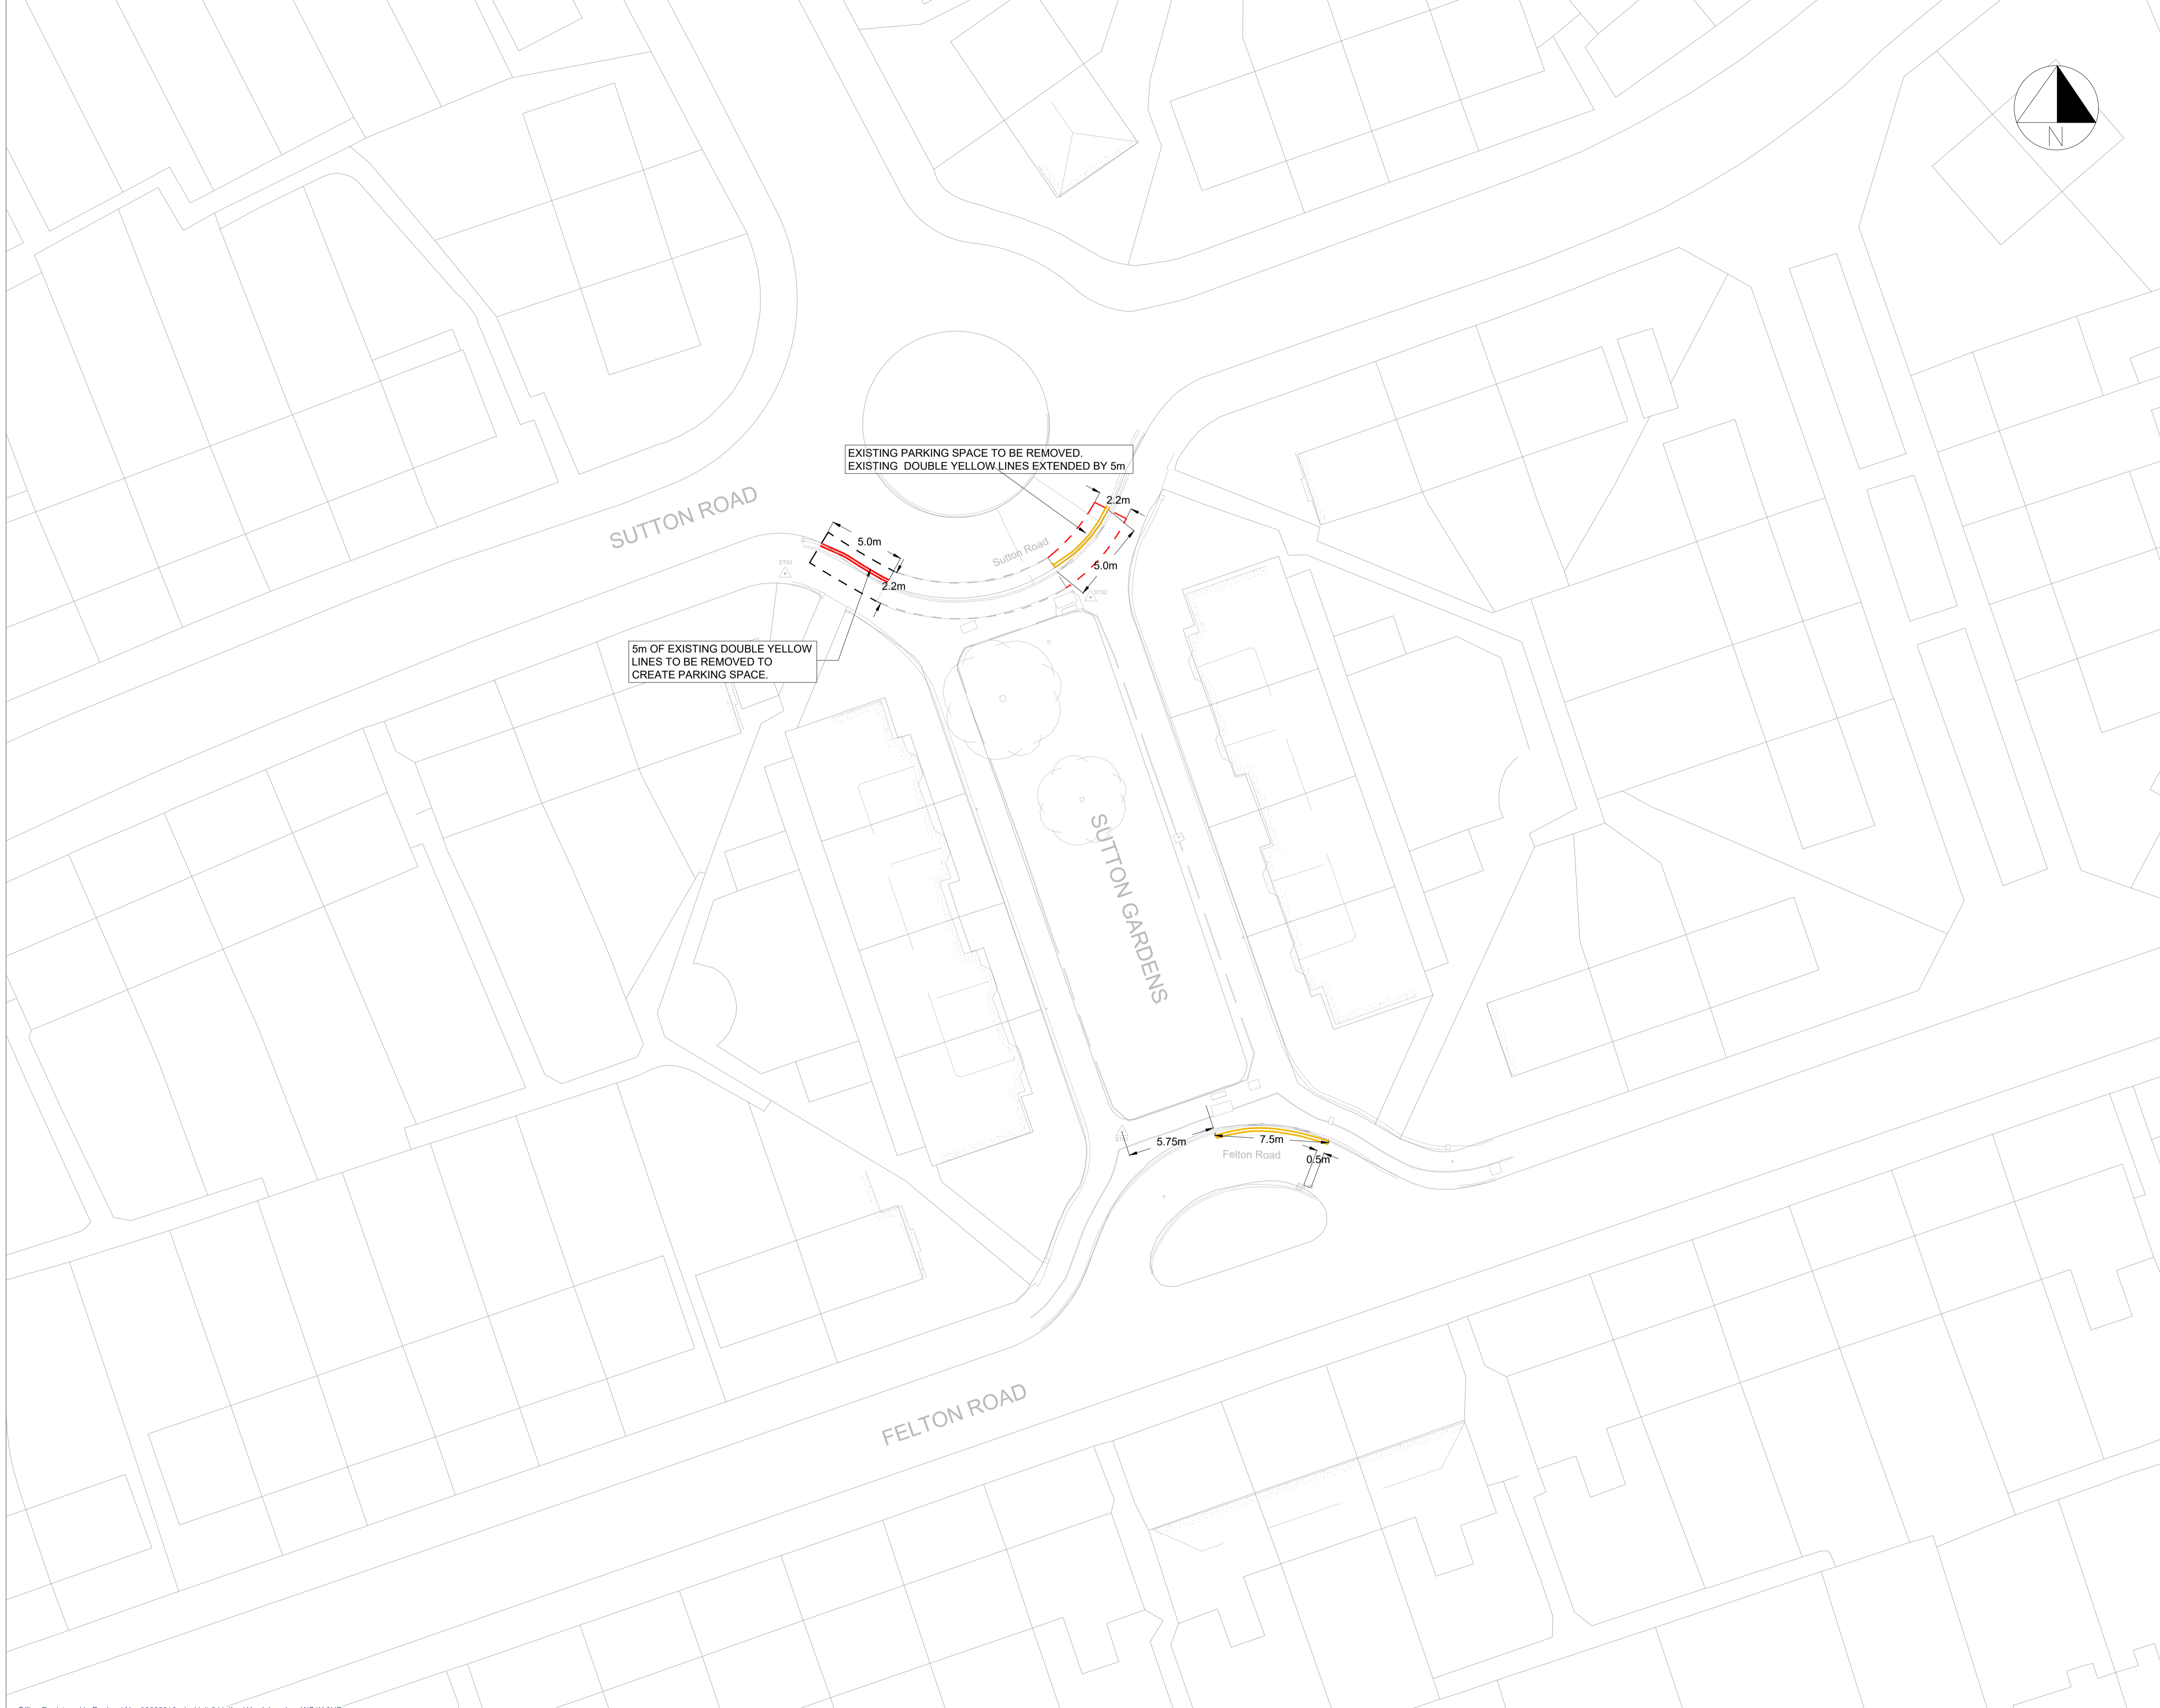 N
EXISTING PARKING SPACE TO BE REMOVED.
EXISTING DOUBLE YELLOW LINES EXTENDED BY 5m
2.2m
SUTTON ROAD
5.0m
Sutton Road
5.0m
ST03
2.2m
ST02
5m OF EXISTING DOUBLE YELLOW
LINES TO BE REMOVED TO
CREATE PARKING SPACE.
SUTTON GARDENS
5.75m
7.5m
Felton Road
0.5m
FELTON ROAD